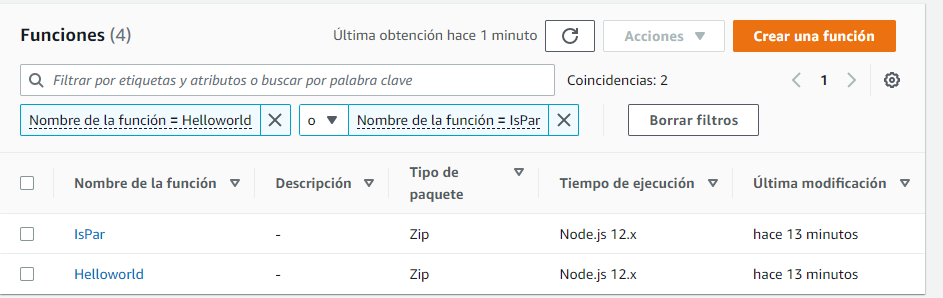 Funciones (4)
Última obtención hace 1 minuto
Acciones
Crear una función
Filtrar por etiquetas y atributos o buscar por palabra clave
Coincidencias: 2
1
Nombre de la función = Helloworld
o
Nombre de la función = IsPar
Borrar filtros
Nombre de la función
Descripción
Tipo de
paquete
Tiempo de ejecución
Última modificación
IsPar - Zip Node.js 12.x hace 13 minutos
Helloworld - Zip Node.js 12.x hace 13 minutos